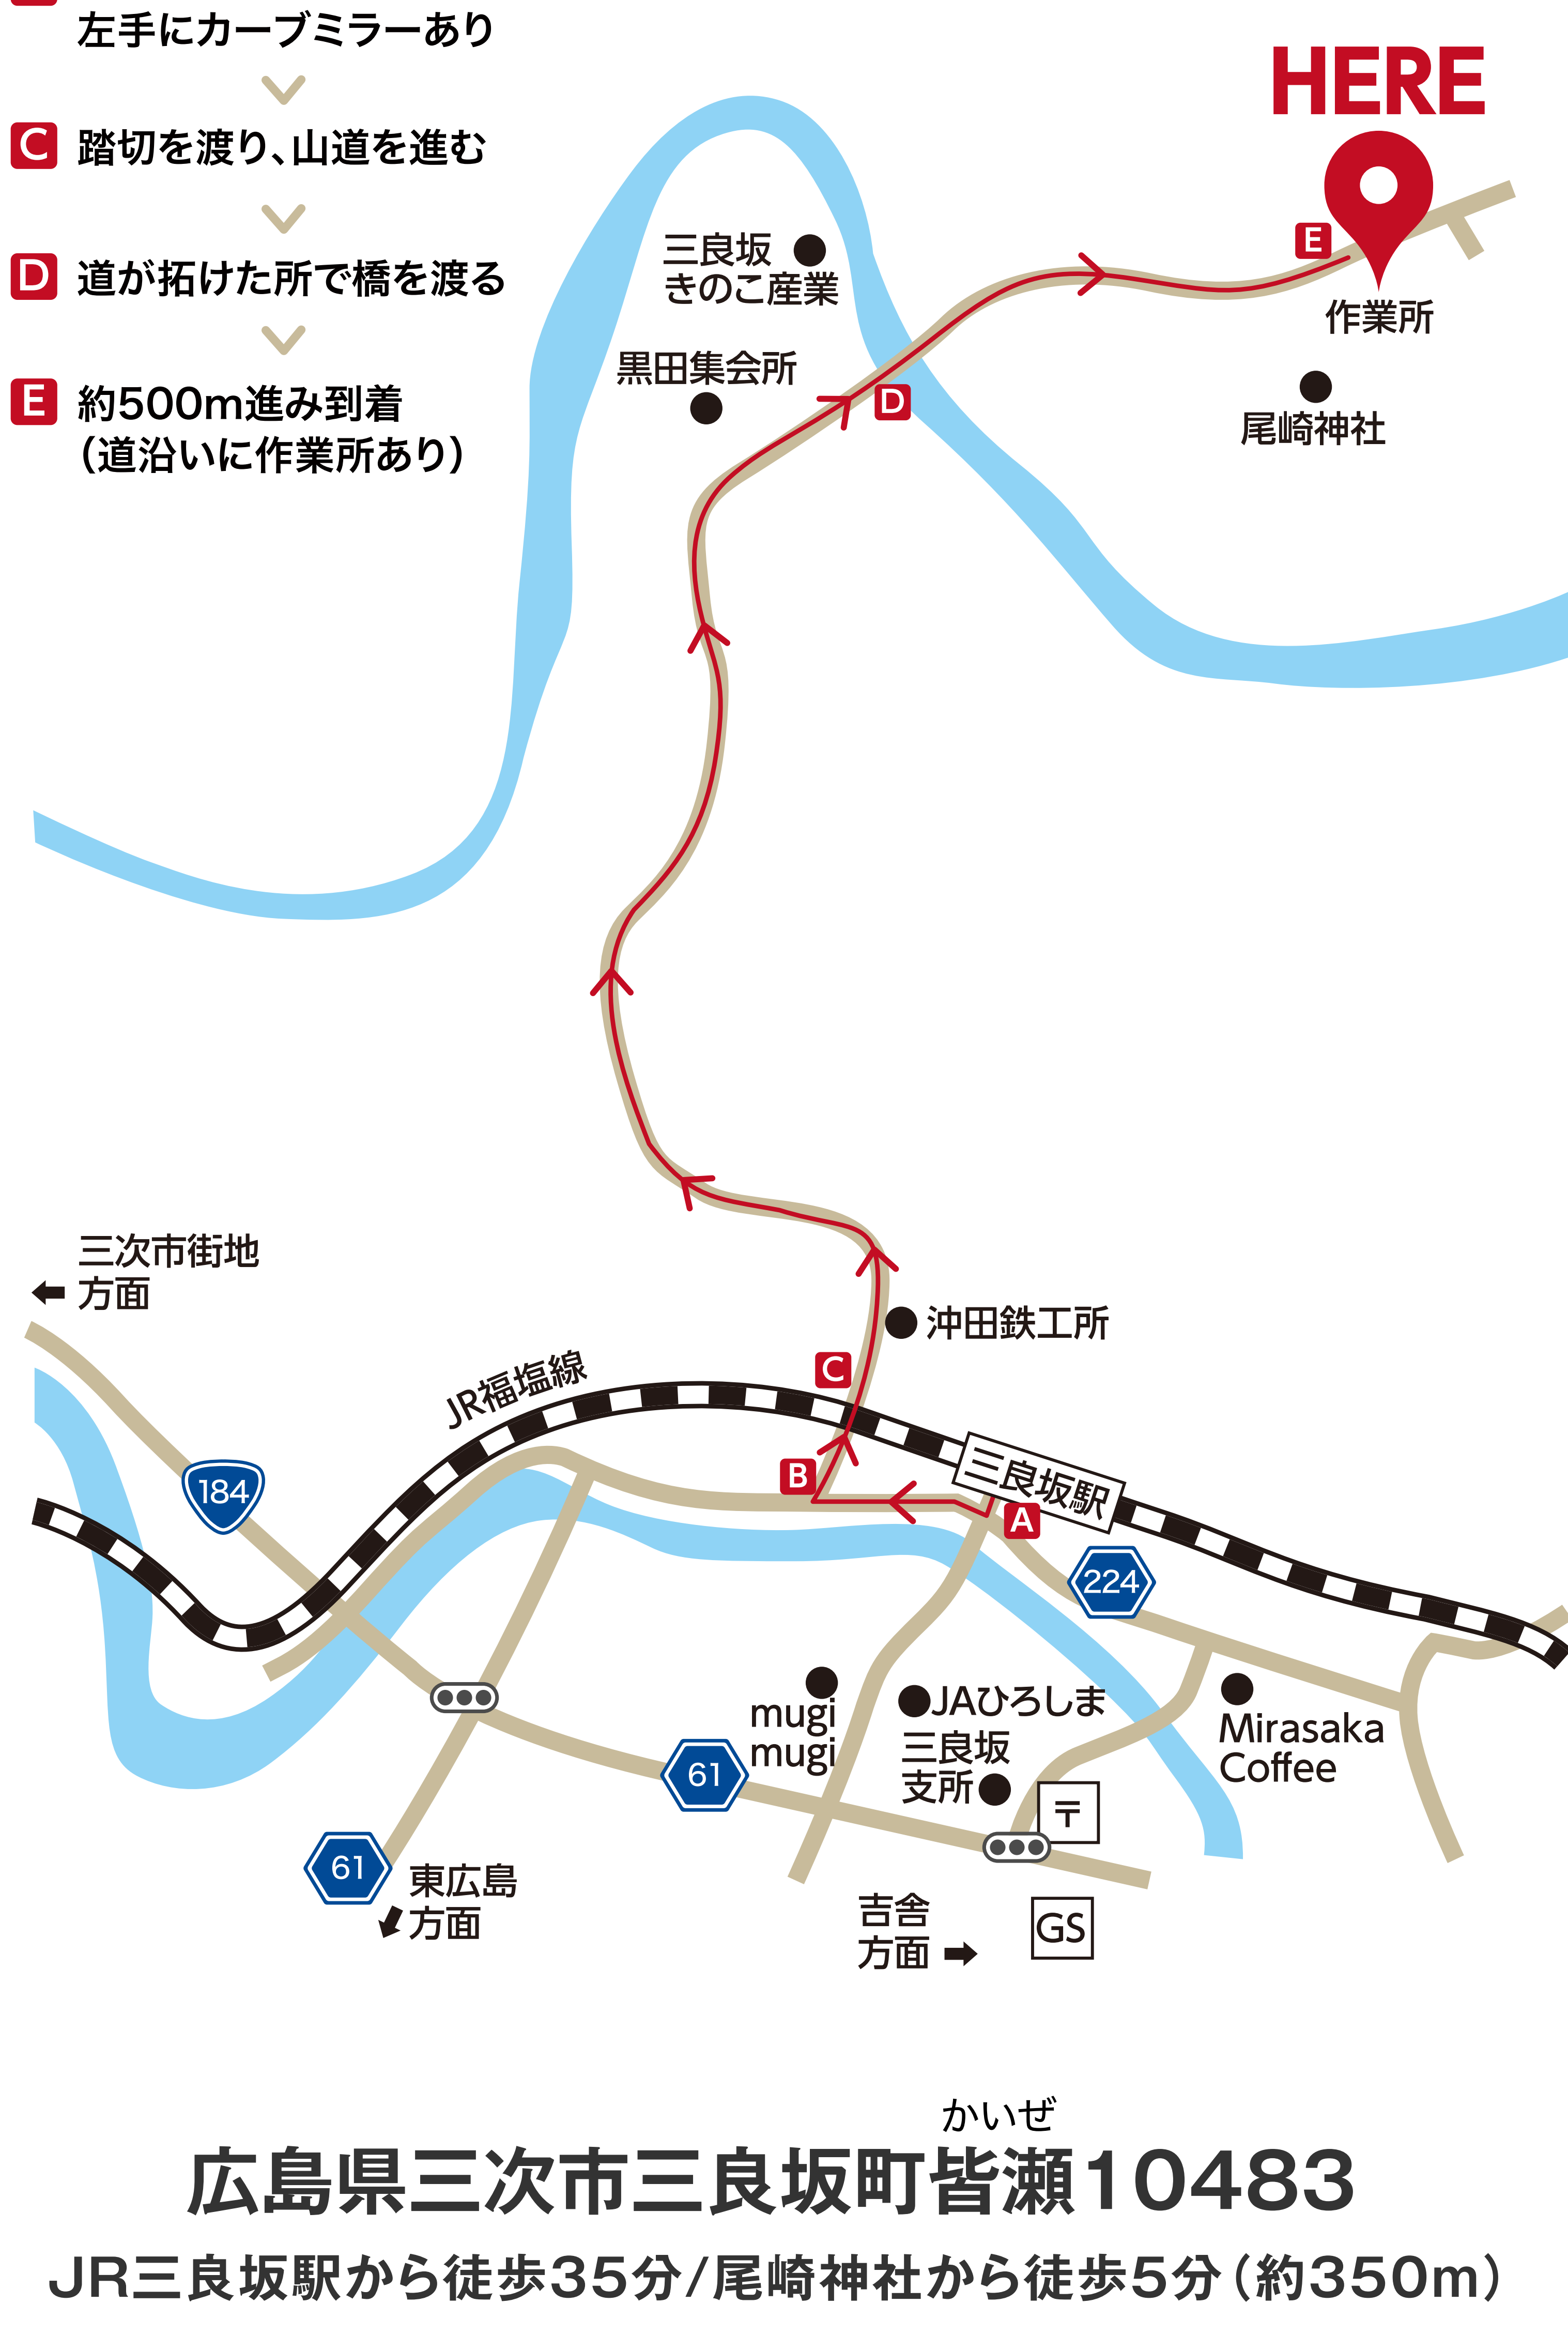 左手にカーブミラーあり
C 踏切を渡り、山道を進む
D 道が拓けた所で橋を渡る
E 約500m進み到着
（道沿いに作業所あり）
HERE
E
作業所
尾崎神社
三良坂
きのこ産業
黒田集会所
D
沖田鉄工所
三次市街地
方面
JR福塩線
C
B
三良坂駅
A
184
224
mugi
mugi
JAひろしま
三良坂
支所
Mirasaka
Coffee
61
〒
61
東広島
方面
吉舎
方面
GS
かいぜ
広島県三次市三良坂町皆瀬10483
JR三良坂駅から徒歩35分/尾崎神社から徒歩5分（約350m）